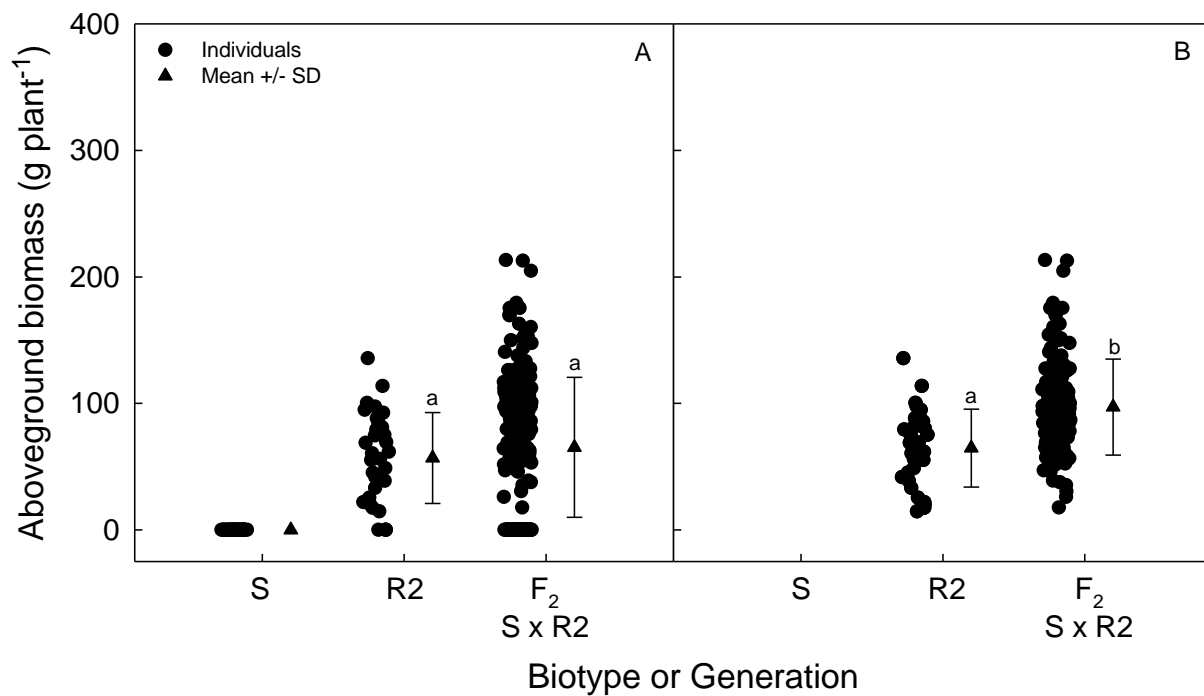 400
300
200
100
0
Aboveground biomass (g plant⁻¹)
Individuals
Mean +/- SD
A
B
a
a
a
b
S
R2
F₂
S x R2
S
R2
F₂
S x R2
Biotype or Generation